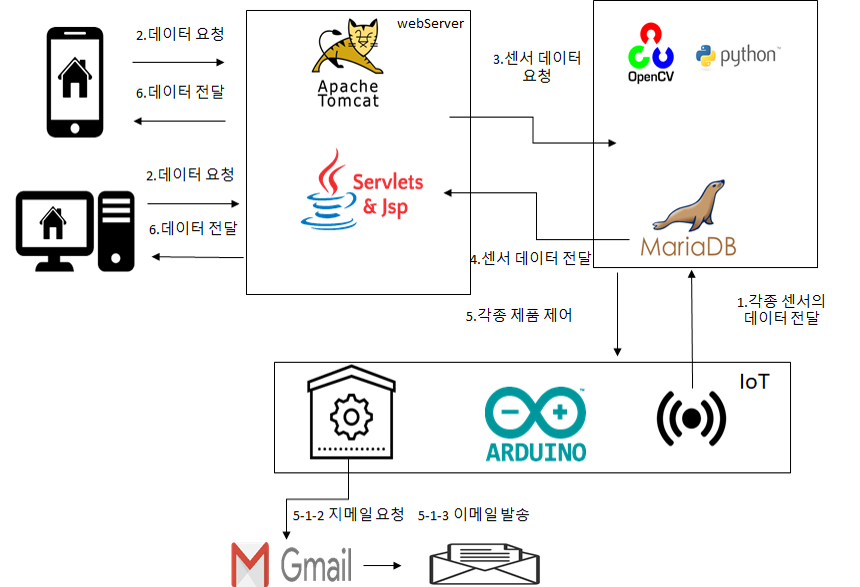 webServer
2.데이터 요청
Apache
Tomcat
OpenCV
python™
3.센서 데이터
요청
6.데이터 전달
2.데이터 요청
Servlets
& Jsp
6.데이터 전달
MariaDB
4.센서 데이터 전달
1.각종 센서의
데이터 전달
5.각종 제품 제어
IoT
ARDUINO
5-1-2 지메일 요청
5-1-3 이메일 발송
Gmail